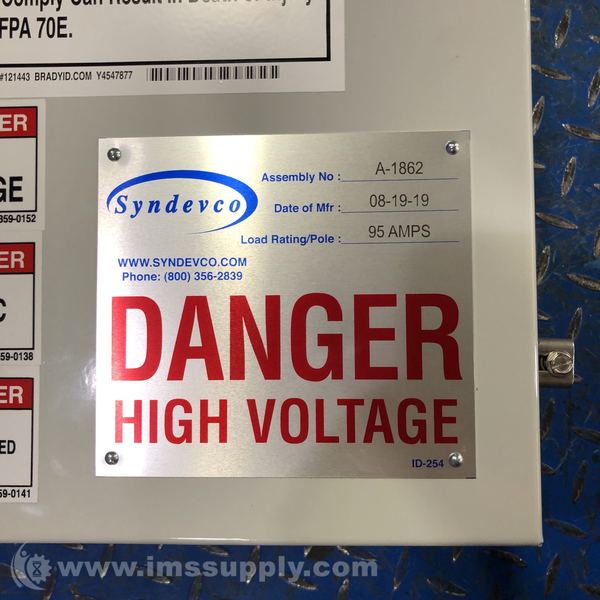 Comply Can Result in Death or Injury
FPA 70E.
#121443 BRADYID.COM Y4547877
ER
GE
859-0152
ER
C
59-0138
ER
ED
59-0141
Syndevco
Assembly No : A-1862
Date of Mfr : 08-19-19
Load Rating/Pole : 95 AMPS
WWW.SYNDEVCO.COM
Phone: (800) 356-2839
DANGER
HIGH VOLTAGE
ID-254
© www.imssupply.com
IMS